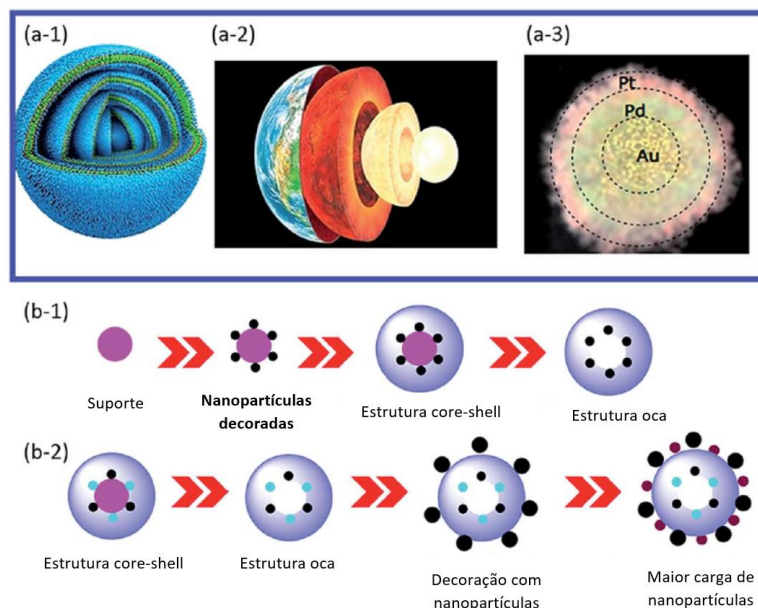 (a-1)
(a-2)
(a-3)
Pt
Pd
Au
(b-1)
Suporte
Nanopartículas
decoradas
Estrutura core-shell
Estrutura oca
(b-2)
Estrutura core-shell
Estrutura oca
Decoração com
nanopartículas
Maior carga de
nanopartículas